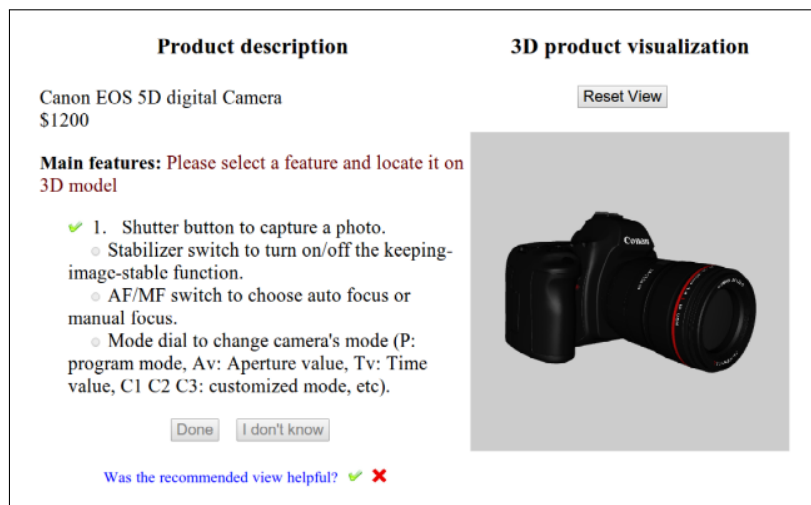 Product description
Canon EOS 5D digital Camera
$1200
Main features: Please select a feature and locate it on
3D model
1. Shutter button to capture a photo.
Stabilizer switch to turn on/off the keeping-
image-stable function.
AF/MF switch to choose auto focus or
manual focus.
Mode dial to change camera's mode (P:
program mode, Av: Aperture value, Tv: Time
value, C1 C2 C3: customized mode, etc).
Done I don't know
Was the recommended view helpful?
3D product visualization
Reset View
Conan